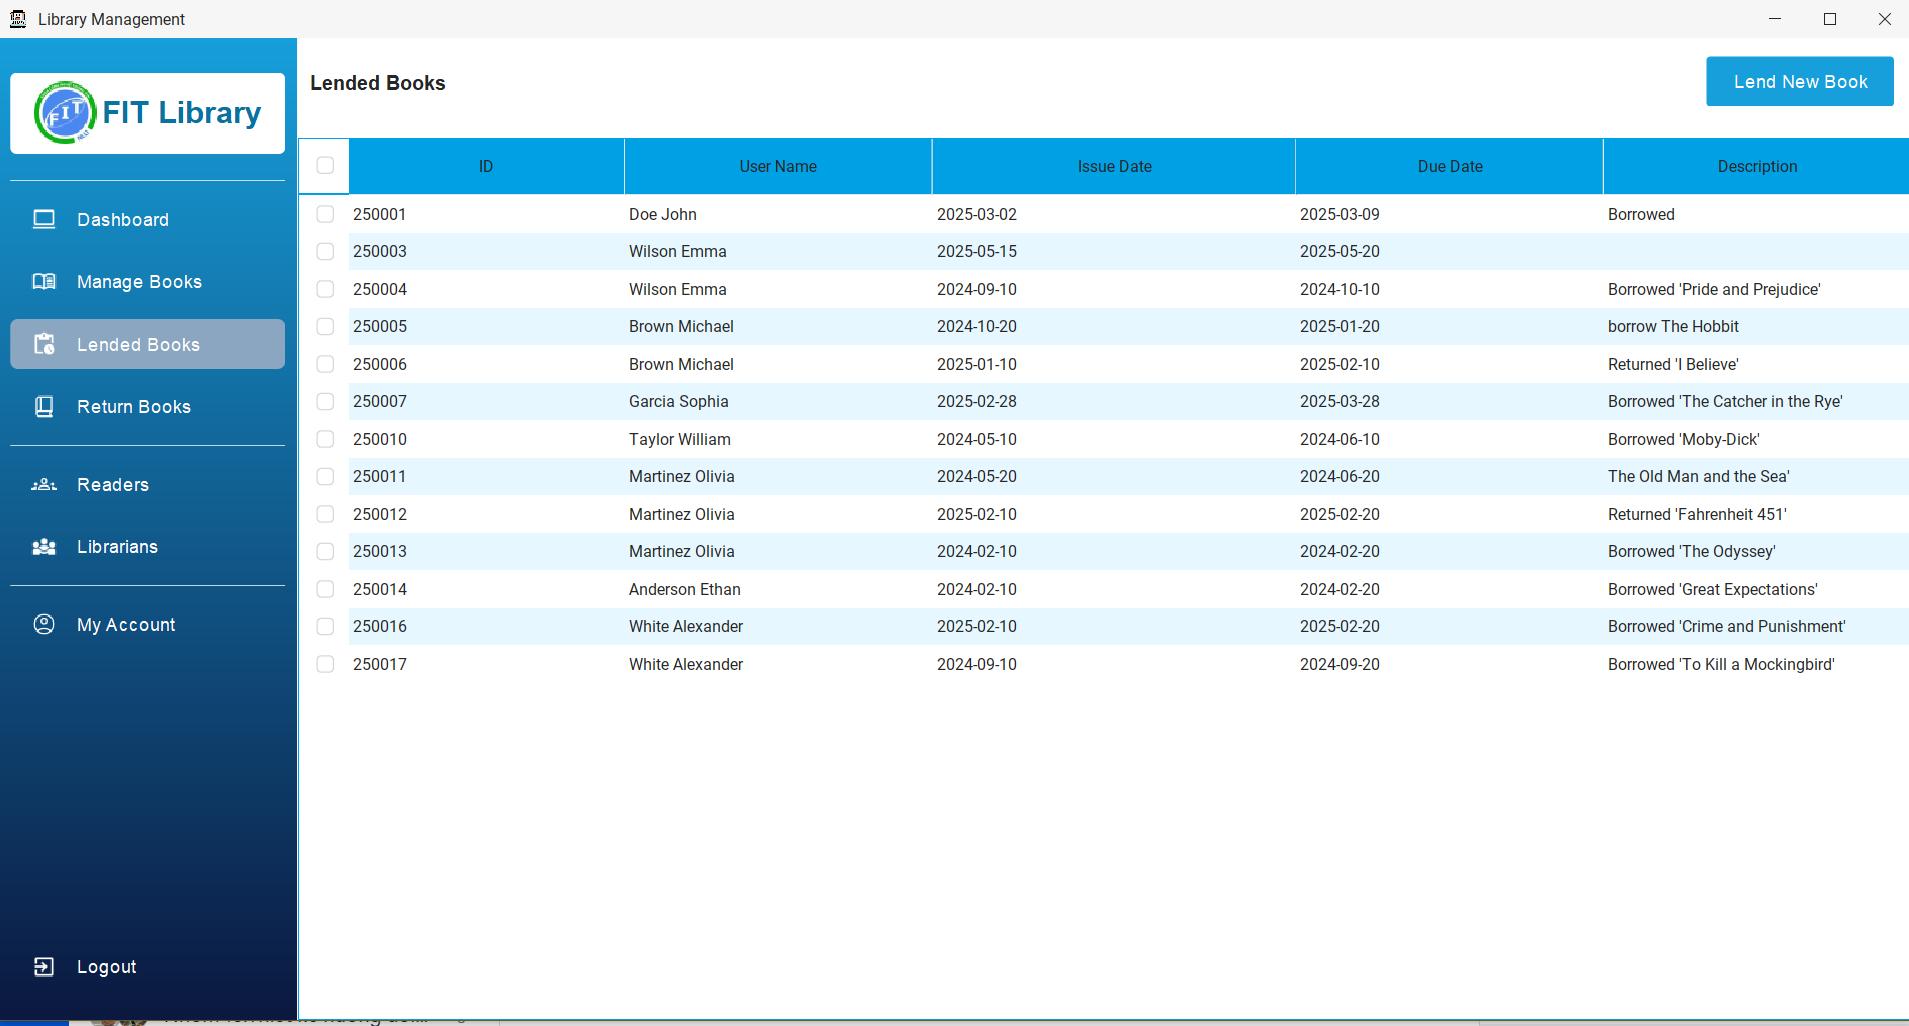 Library Management
FIT
FIT Library
Lended Books
Lend New Book
Dashboard
Manage Books
Lended Books
Return Books
Readers
Librarians
My Account
Logout
ID User Name Issue Date Due Date Description
250001 Doe John 2025-03-02 2025-03-09 Borrowed
250003 Wilson Emma 2025-05-15 2025-05-20
250004 Wilson Emma 2024-09-10 2024-10-10 Borrowed 'Pride and Prejudice'
250005 Brown Michael 2024-10-20 2025-01-20 borrow The Hobbit
250006 Brown Michael 2025-01-10 2025-02-10 Returned 'I Believe'
250007 Garcia Sophia 2025-02-28 2025-03-28 Borrowed 'The Catcher in the Rye'
250010 Taylor William 2024-05-10 2024-06-10 Borrowed 'Moby-Dick'
250011 Martinez Olivia 2024-05-20 2024-06-20 The Old Man and the Sea'
250012 Martinez Olivia 2025-02-10 2025-02-20 Returned 'Fahrenheit 451'
250013 Martinez Olivia 2024-02-10 2024-02-20 Borrowed 'The Odyssey'
250014 Anderson Ethan 2024-02-10 2024-02-20 Borrowed 'Great Expectations'
250016 White Alexander 2025-02-10 2025-02-20 Borrowed 'Crime and Punishment'
250017 White Alexander 2024-09-10 2024-09-20 Borrowed 'To Kill a Mockingbird'